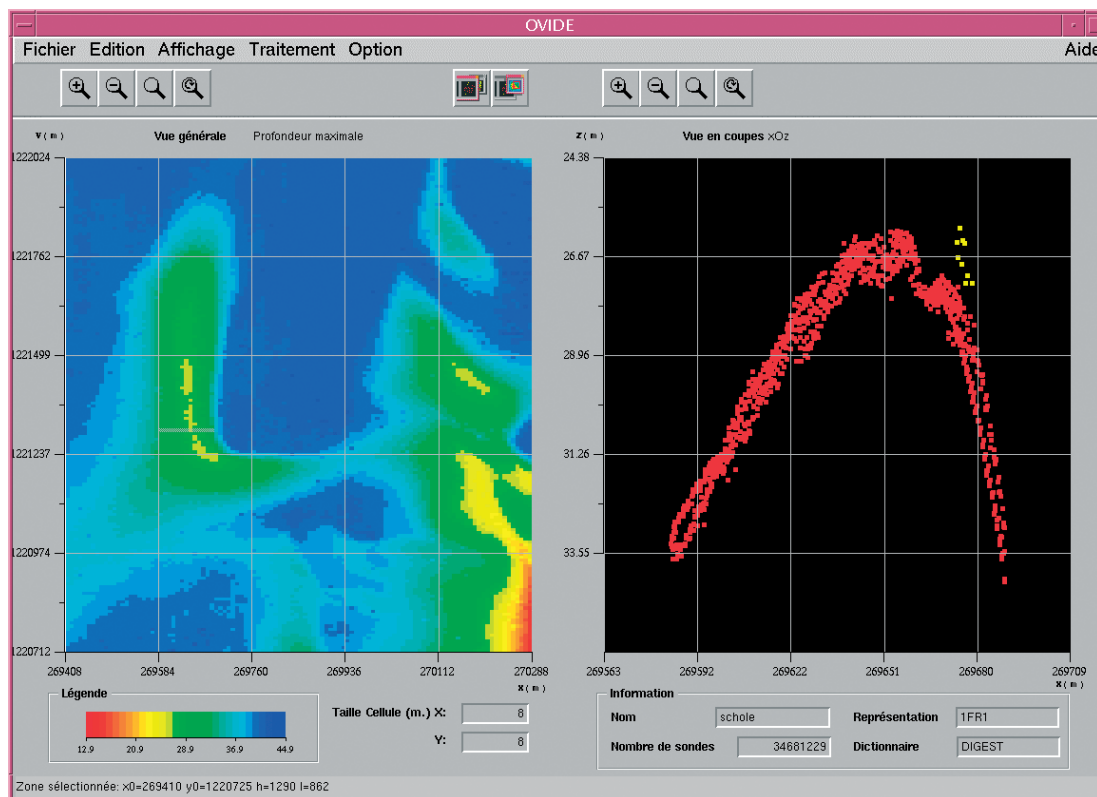 OVIDE
Fichier Edition Affichage Traitement Option Aide
Y(m) Vue générale Profondeur maximale
1222024
1221762
1221499
1221237
1220974
1220712
269408 269584 269760 269936 270112 270288
X(m)
Légende
12.9 20.9 28.9 36.9 44.9
Taille Cellule (m.) X: 8
Y: 8
Z(m) Vue en coupes xOz
24.38
26.67
28.96
31.26
33.55
269563 269592 269622 269651 269680 269709
X(m)
Information
Nom schole Représentation 1FR1
Nombre de sondes 34681229 Dictionnaire DIGEST
Zone sélectionnée: x0=269410 y0=1220725 h=1290 l=862